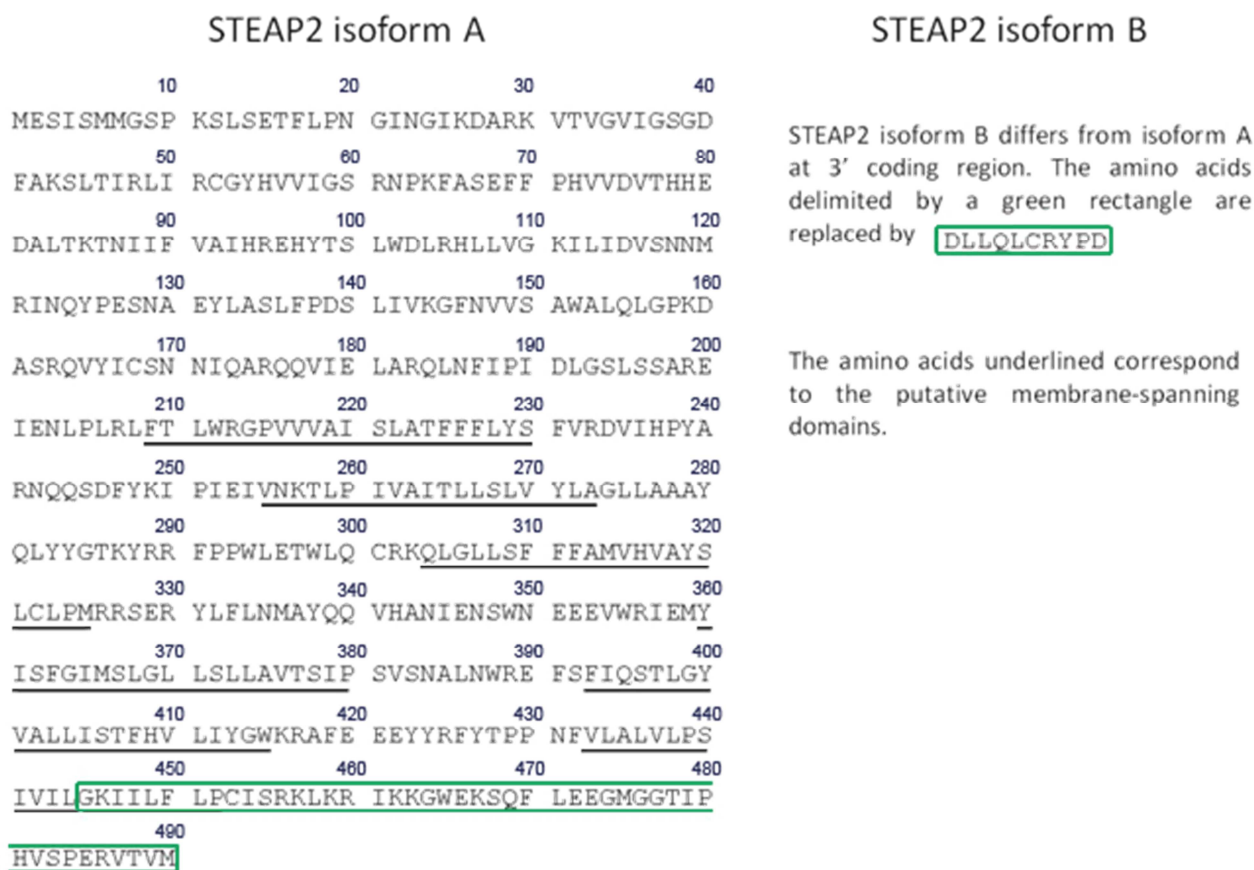 STEAP2 isoform A
10 20 30 40
MESISMMGSP KSLSETFLPN GINGIKDARK VTVGVIGSGD
50 60 70 80
FAKSLTIRLI RCGYHVVIGS RNPKFASEFF PHVVDVTHHE
90 100 110 120
DALTKTNIIF VAIHREHYTS LWDLRHLLVG KILIDVSNNM
130 140 150 160
RINQYPESNA EYLASLFPDS LIVKGFNVVS AWALQLGPKD
170 180 190 200
ASRQVYICSN NIQARQQVIE LARQLNFIPI DLGSLSSARE
210 220 230 240
IENLPLRLFT LWRGPVVVAI SLATFFFLYS FVRDVIHPYA
250 260 270 280
RNQQSDFYKI PIEIVNKTLP IVAITLLSLV YLAGLLAAAY
290 300 310 320
QLYYGTKYRR FPPWLETWLQ CRKQLGLLSF FFAMVHVAYS
330 340 350 360
LCLPMRRSER YLFLNMAYQQ VHANIENSWN EEEVWRIEMY
370 380 390 400
ISFGIMSLGL LSLLAVTSIP SVSNALNWRE FSFIQSTLGY
410 420 430 440
VALLISTFHV LIYGWKRAFE EEYYRFYTPP NFVLALVLPS
450 460 470 480
IVILGKIILF LPCISRKLKR IKKGWEKSQF LEEGMGGTIP
490
HVSPERVTVM
STEAP2 isoform B
STEAP2 isoform B differs from isoform A
at 3’ coding region. The amino acids
delimited by a green rectangle are
replaced by DLLQLCRYPD
The amino acids underlined correspond
to the putative membrane-spanning
domains.